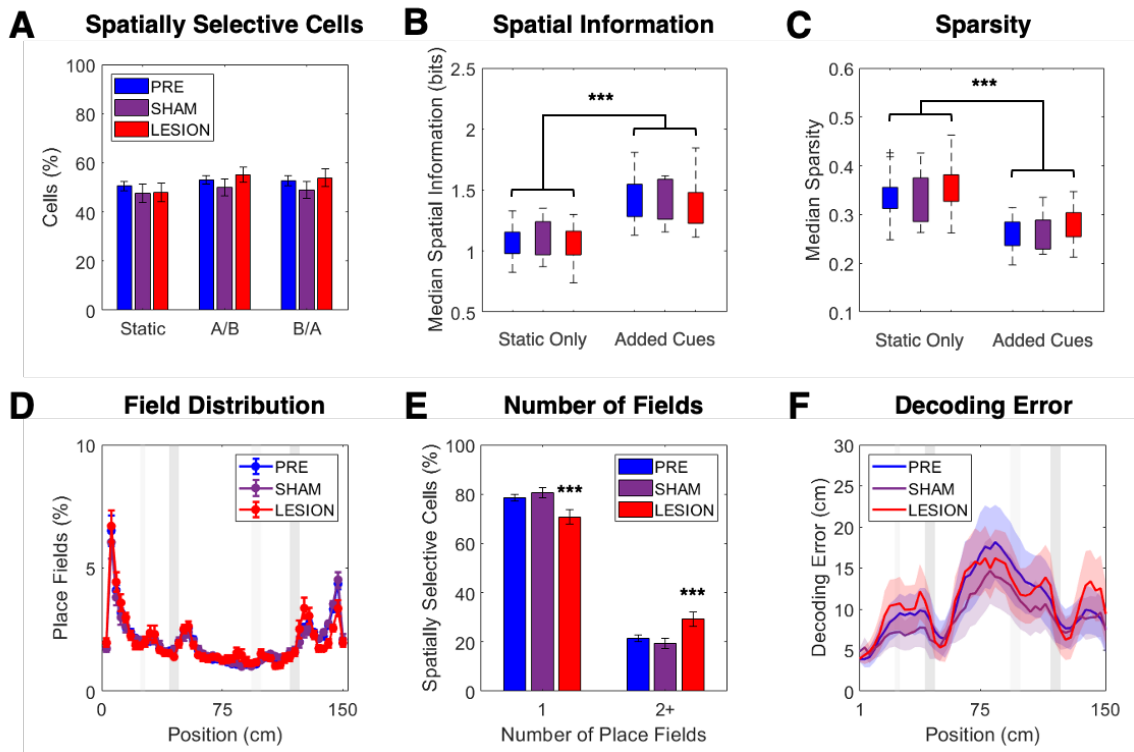 A Spatially Selective Cells
Cells (%)
100
80
60
40
20
0
PRE
SHAM
LESION
Static A/B B/A
B Spatial Information
Median Spatial Information (bits)
2.5
2
1.5
1
0.5
***
Static Only Added Cues
C Sparsity
Median Sparsity
0.6
0.5
0.4
0.3
0.2
0.1
***
Static Only Added Cues
D Field Distribution
Place Fields (%)
10
5
0
PRE
SHAM
LESION
0 75 150
Position (cm)
E Number of Fields
Spatially Selective Cells (%)
100
80
60
40
20
0
PRE
SHAM
LESION
***
***
1 2+
Number of Place Fields
F Decoding Error
Decoding Error (cm)
30
25
20
15
10
5
0
PRE
SHAM
LESION
1 75 150
Position (cm)